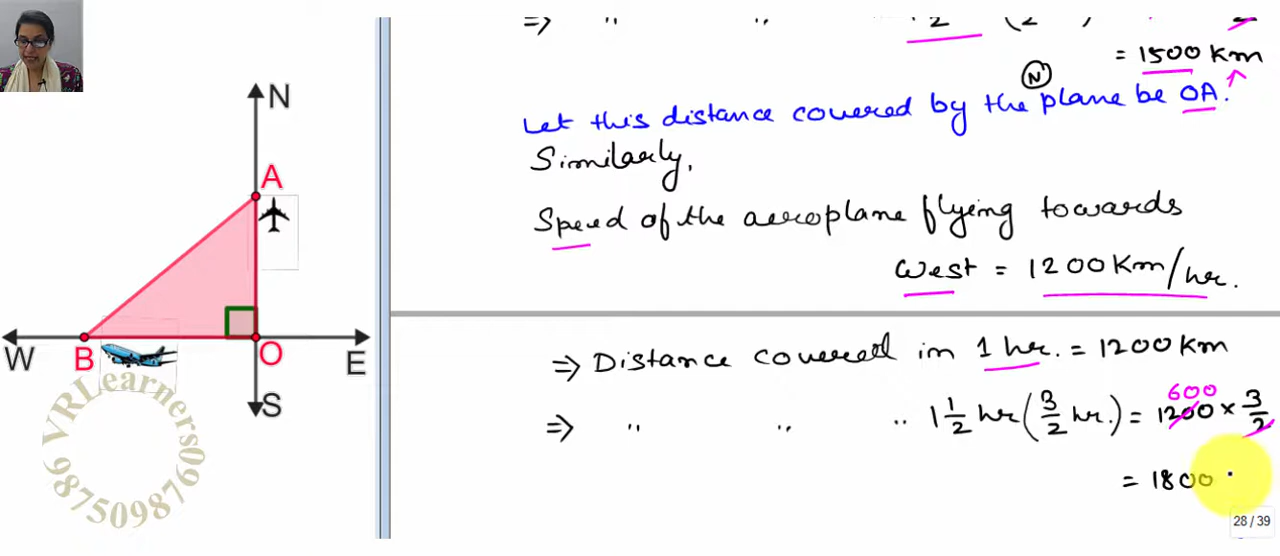 ⇒ " "
= 1500 Km
N
Let this distance covered by the plane be OA.
Similarly,
Speed of the aeroplane flying towards
West = 1200 Km/hr.
⇒ Distance covered in 1 hr. = 1200 Km
600
⇒ " " " 1 1/2 hr (3/2 hr.) = 1200 × 3/2
= 1800
28 / 39
N
A
W B O E
S
VRLearners
9875098760